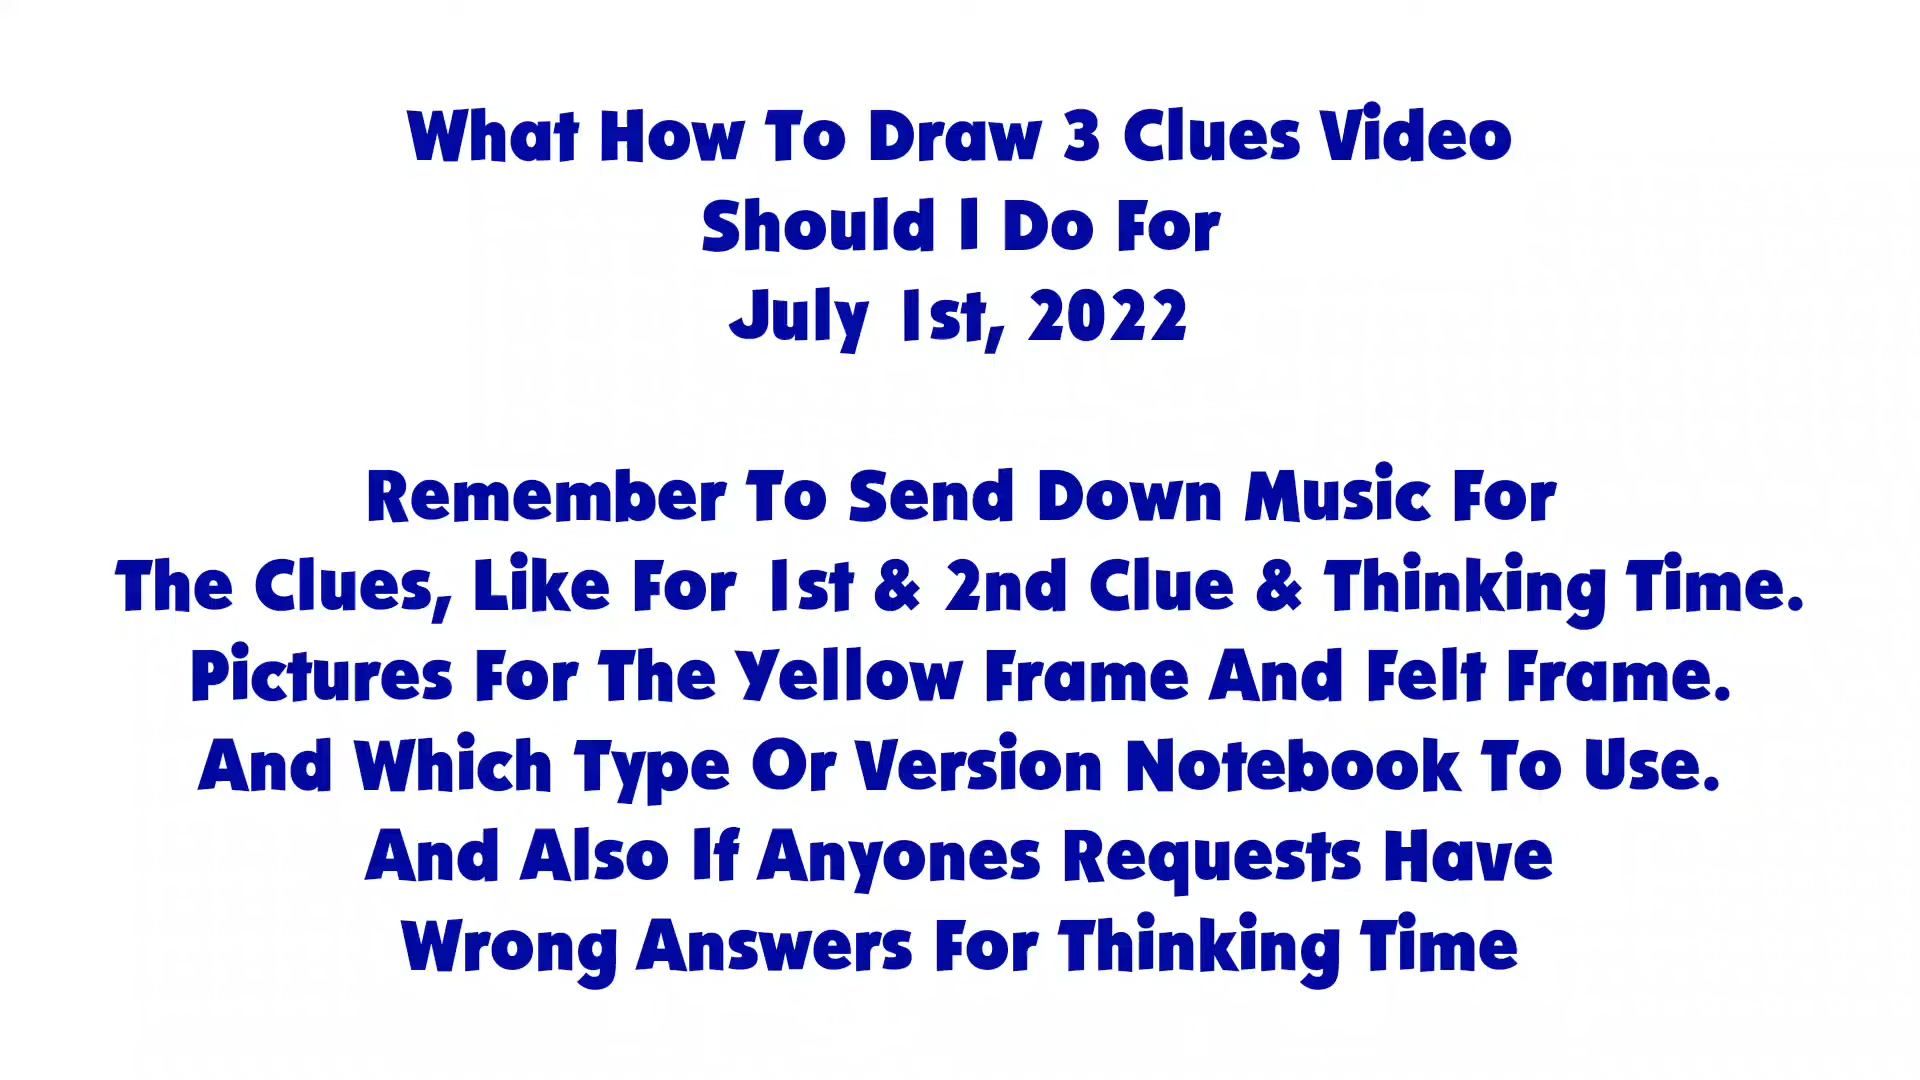 What How To Draw 3 Clues Video
Should I Do For
July 1st, 2022
Remember To Send Down Music For
The Clues, Like For 1st & 2nd Clue & Thinking Time.
Pictures For The Yellow Frame And Felt Frame.
And Which Type Or Version Notebook To Use.
And Also If Anyones Requests Have
Wrong Answers For Thinking Time